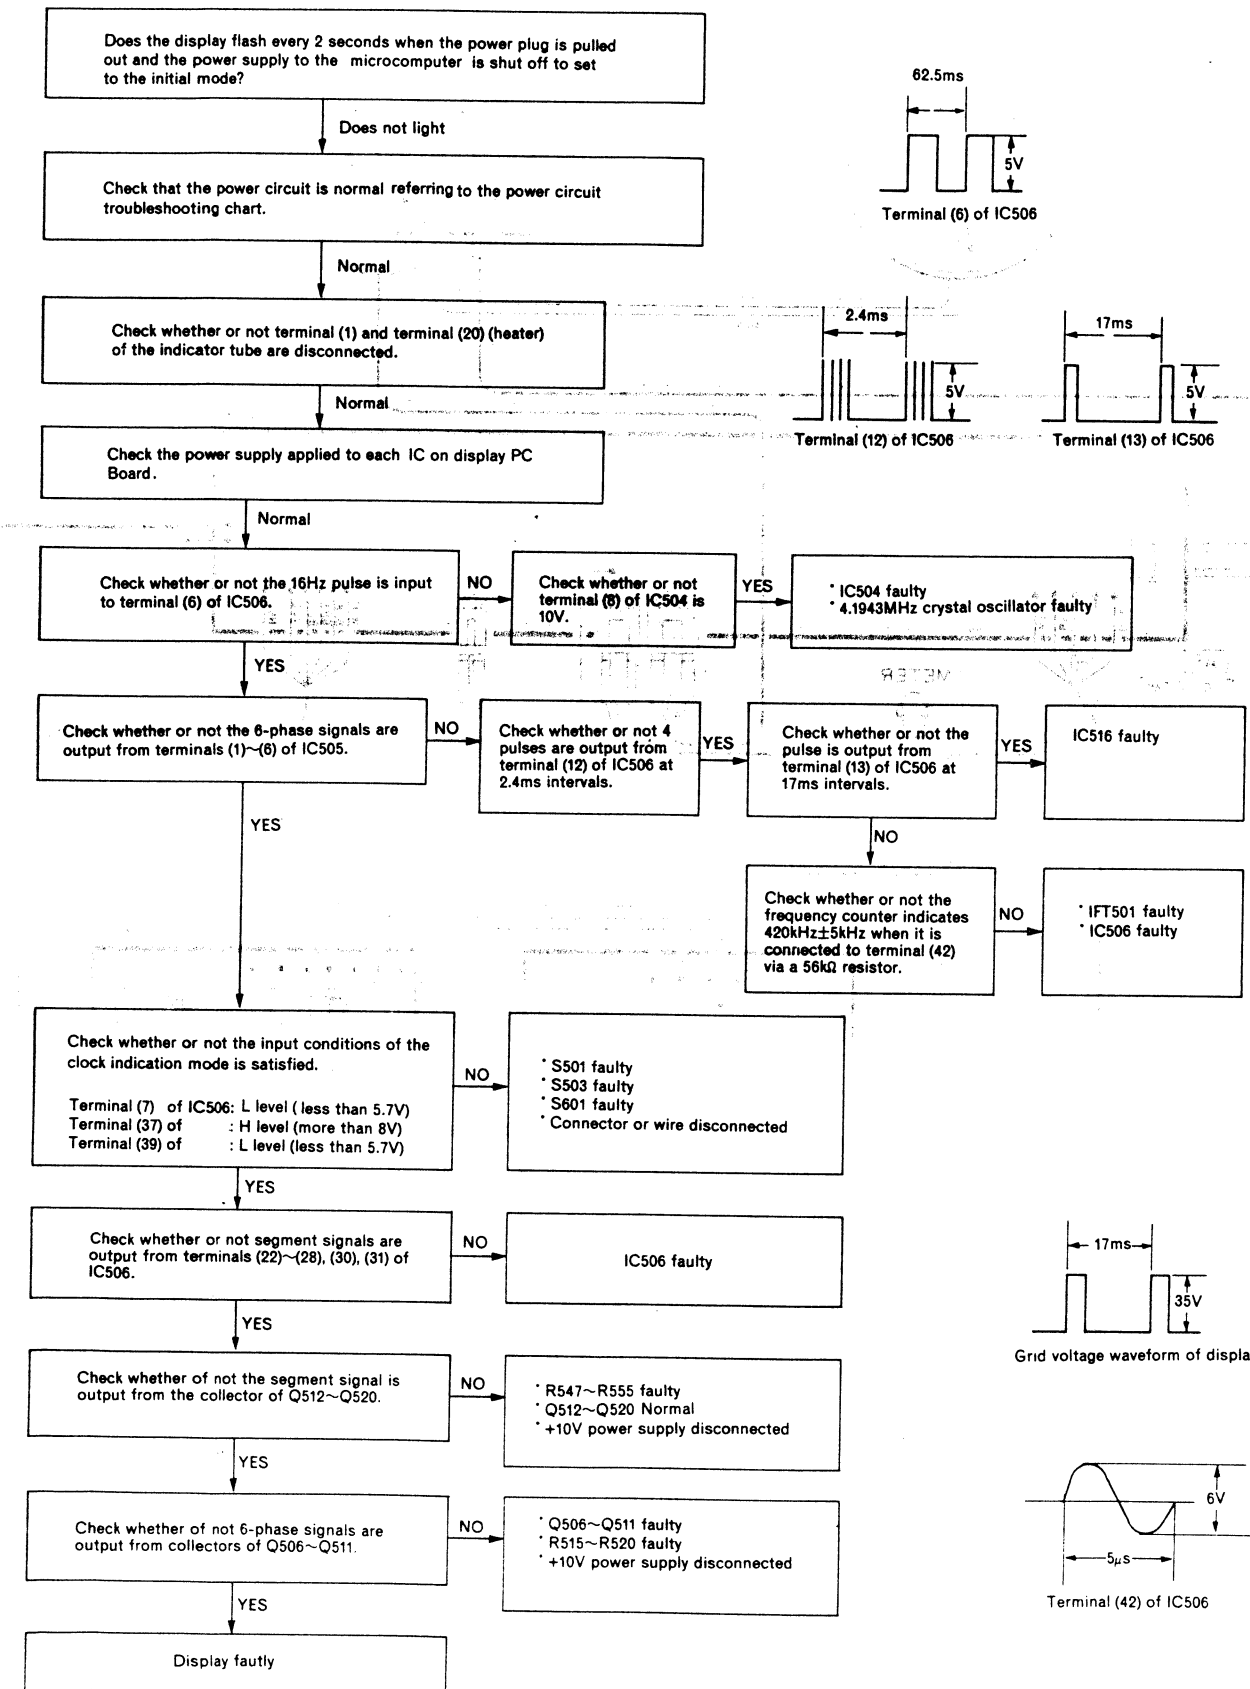 Does the display flash every 2 seconds when the power plug is pulled
out and the power supply to the microcomputer is shut off to set
to the initial mode?
Does not light
Check that the power circuit is normal referring to the power circuit
troubleshooting chart.
Normal
Check whether or not terminal (1) and terminal (20) (heater)
of the indicator tube are disconnected.
Normal
Check the power supply applied to each IC on display PC
Board.
Normal
62.5ms
5V
Terminal (6) of IC506
2.4ms
5V
Terminal (12) of IC506
17ms
5V
Terminal (13) of IC506
Check whether or not the 16Hz pulse is input
to terminal (6) of IC506.
NO
Check whether or not
terminal (8) of IC504 is
10V.
YES
• IC504 faulty
• 4.1943MHz crystal oscillator faulty
YES
METER
Check whether or not the 6-phase signals are
output from terminals (1)~(6) of IC505.
NO
Check whether or not 4
pulses are output from
terminal (12) of IC506 at
2.4ms intervals.
YES
Check whether or not the
pulse is output from
terminal (13) of IC506 at
17ms intervals.
YES
IC516 faulty
NO
Check whether or not the
frequency counter indicates
420kHz±5kHz when it is
connected to terminal (42)
via a 56kΩ resistor.
NO
• IFT501 faulty
• IC506 faulty
YES
Check whether or not the input conditions of the
clock indication mode is satisfied.
Terminal (7) of IC506: L level (less than 5.7V)
Terminal (37) of : H level (more than 8V)
Terminal (39) of : L level (less than 5.7V)
NO
• S501 faulty
• S503 faulty
• S601 faulty
• Connector or wire disconnected
YES
Check whether or not segment signals are
output from terminals (22)~(28), (30), (31) of
IC506.
NO
IC506 faulty
YES
Check whether of not the segment signal is
output from the collector of Q512~Q520.
NO
• R547~R555 faulty
• Q512~Q520 Normal
• +10V power supply disconnected
YES
Check whether of not 6-phase signals are
output from collectors of Q506~Q511.
NO
• Q506~Q511 faulty
• R515~R520 faulty
• +10V power supply disconnected
YES
Display fautly
17ms
35V
Grid voltage waveform of displa
6V
5μs
Terminal (42) of IC506